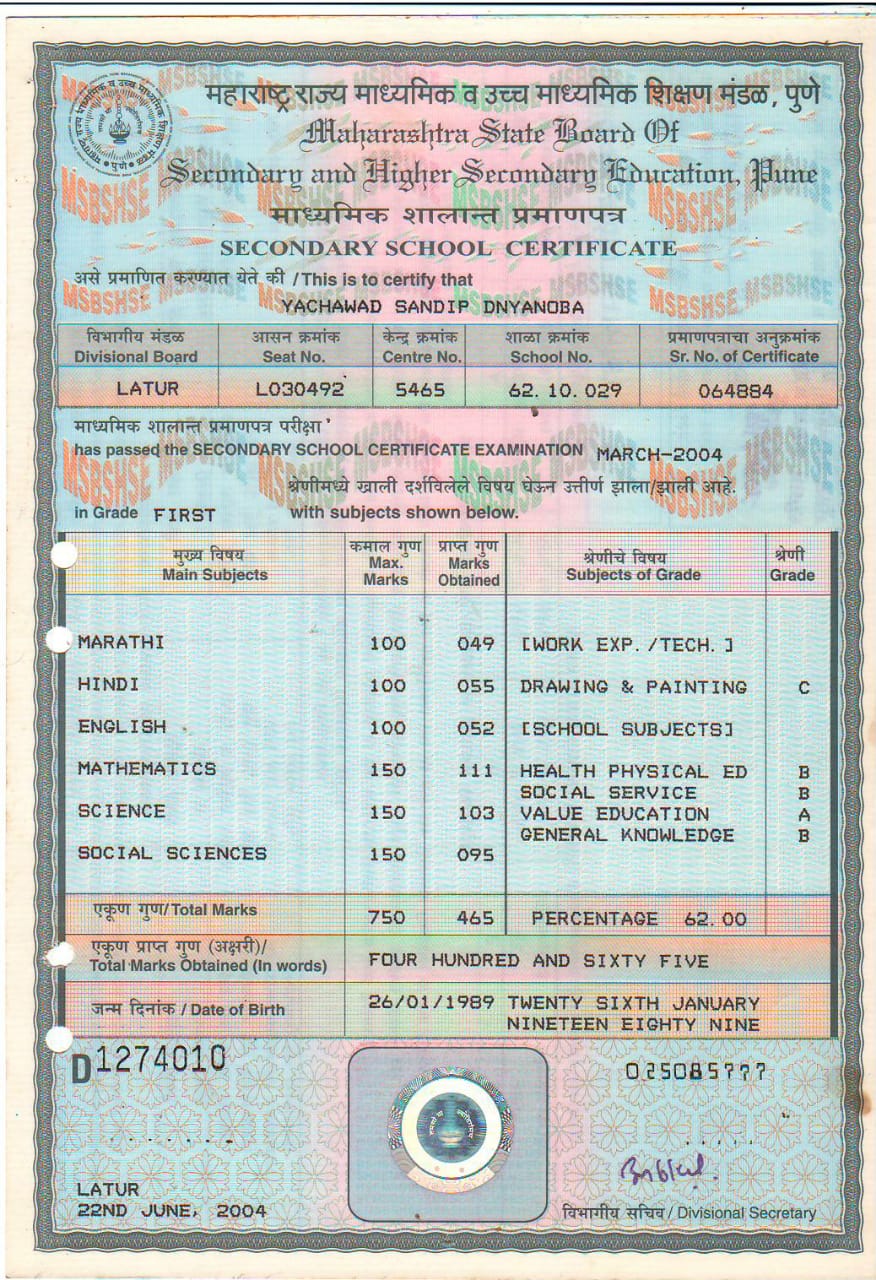 महाराष्ट्र राज्य माध्यमिक व उच्च माध्यमिक शिक्षण मंडळ, पुणे
Maharashtra State Board Of
Secondary and Higher Secondary Education, Pune
माध्यमिक शालान्त प्रमाणपत्र
SECONDARY SCHOOL CERTIFICATE
असे प्रमाणित करण्यात येते की /This is to certify that
YACHAWAD SANDIP DNYANOBA
विभागीय मंडळ आसन क्रमांक केन्द्र क्रमांक शाळा क्रमांक प्रमाणपत्राचा अनुक्रमांक
Divisional Board Seat No. Centre No. School No. Sr. No. of Certificate
LATUR L030492 5465 62.10.029 064884
माध्यमिक शालान्त प्रमाणपत्र परीक्षा
has passed the SECONDARY SCHOOL CERTIFICATE EXAMINATION MARCH-2004
श्रेणीमध्ये खाली दर्शविलेले विषय घेऊन उत्तीर्ण झाला/झाली आहे.
in Grade FIRST with subjects shown below.
मुख्य विषय कमाल गुण प्राप्त गुण श्रेणीचे विषय श्रेणी
Main Subjects Max. Marks Marks Obtained Subjects of Grade Grade
MARATHI 100 049 [WORK EXP./TECH.]
HINDI 100 055 DRAWING & PAINTING C
ENGLISH 100 052 [SCHOOL SUBJECTS]
MATHEMATICS 150 111 HEALTH PHYSICAL ED B
SOCIAL SERVICE B
SCIENCE 150 103 VALUE EDUCATION A
GENERAL KNOWLEDGE B
SOCIAL SCIENCES 150 095
एकूण गुण/Total Marks 750 465 PERCENTAGE 62.00
एकूण प्राप्त गुण (अक्षरी)/
Total Marks Obtained (In words) FOUR HUNDRED AND SIXTY FIVE
जन्म दिनांक / Date of Birth 26/01/1989 TWENTY SIXTH JANUARY
NINETEEN EIGHTY NINE
D1274010
LATUR
22ND JUNE, 2004
विभागीय सचिव / Divisional Secretary